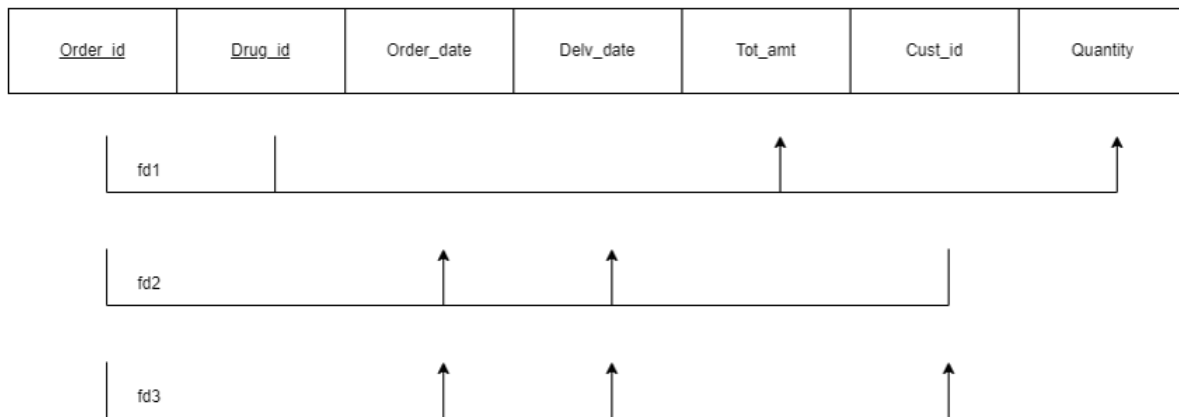 Order_id Drug_id Order_date Delv_date Tot_amt Cust_id Quantity
fd1
fd2
fd3